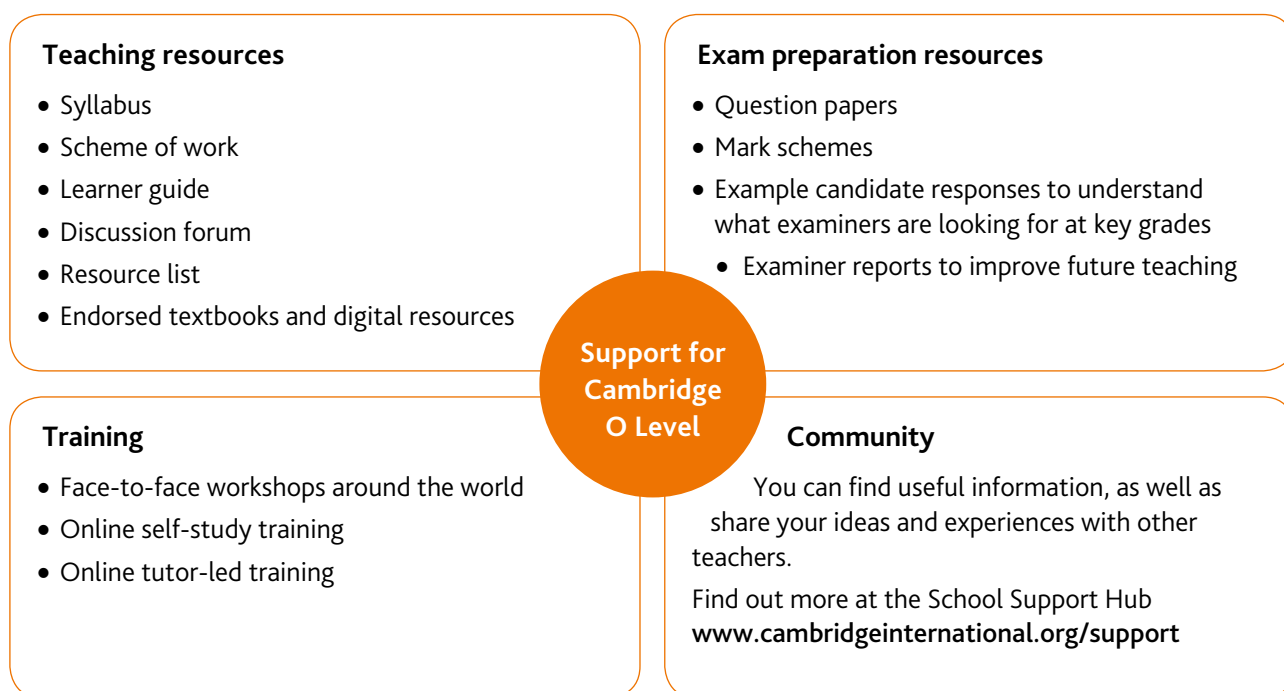 Teaching resources
• Syllabus
• Scheme of work
• Learner guide
• Discussion forum
• Resource list
• Endorsed textbooks and digital resources
Exam preparation resources
• Question papers
• Mark schemes
• Example candidate responses to understand
what examiners are looking for at key grades
• Examiner reports to improve future teaching
Support for
Cambridge
O Level
Training
• Face-to-face workshops around the world
• Online self-study training
• Online tutor-led training
Community
You can find useful information, as well as
share your ideas and experiences with other
teachers.
Find out more at the School Support Hub
www.cambridgeinternational.org/support